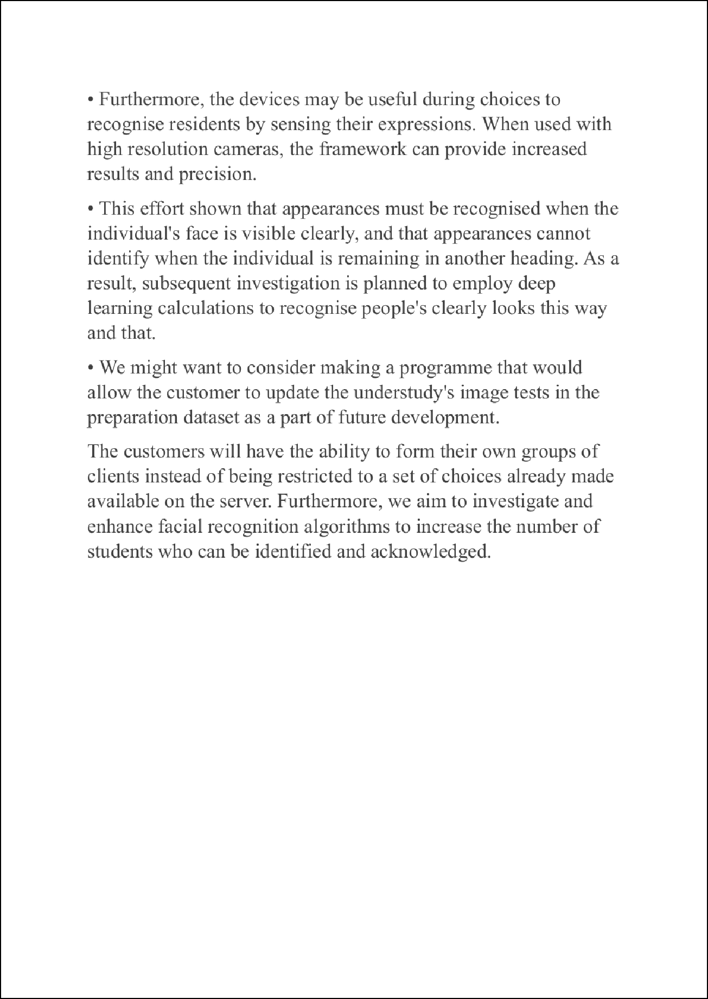 • Furthermore, the devices may be useful during choices to
recognise residents by sensing their expressions. When used with
high resolution cameras, the framework can provide increased
results and precision.
• This effort shown that appearances must be recognised when the
individual's face is visible clearly, and that appearances cannot
identify when the individual is remaining in another heading. As a
result, subsequent investigation is planned to employ deep
learning calculations to recognise people's clearly looks this way
and that.
• We might want to consider making a programme that would
allow the customer to update the understudy's image tests in the
preparation dataset as a part of future development.
The customers will have the ability to form their own groups of
clients instead of being restricted to a set of choices already made
available on the server. Furthermore, we aim to investigate and
enhance facial recognition algorithms to increase the number of
students who can be identified and acknowledged.